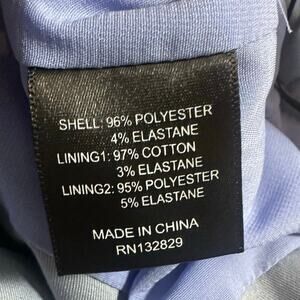 SHELL: 96% POLYESTER
4% ELASTANE
LINING1: 97% COTTON
3% ELASTANE
LINING2: 95% POLYESTER
5% ELASTANE
MADE IN CHINA
RN132829